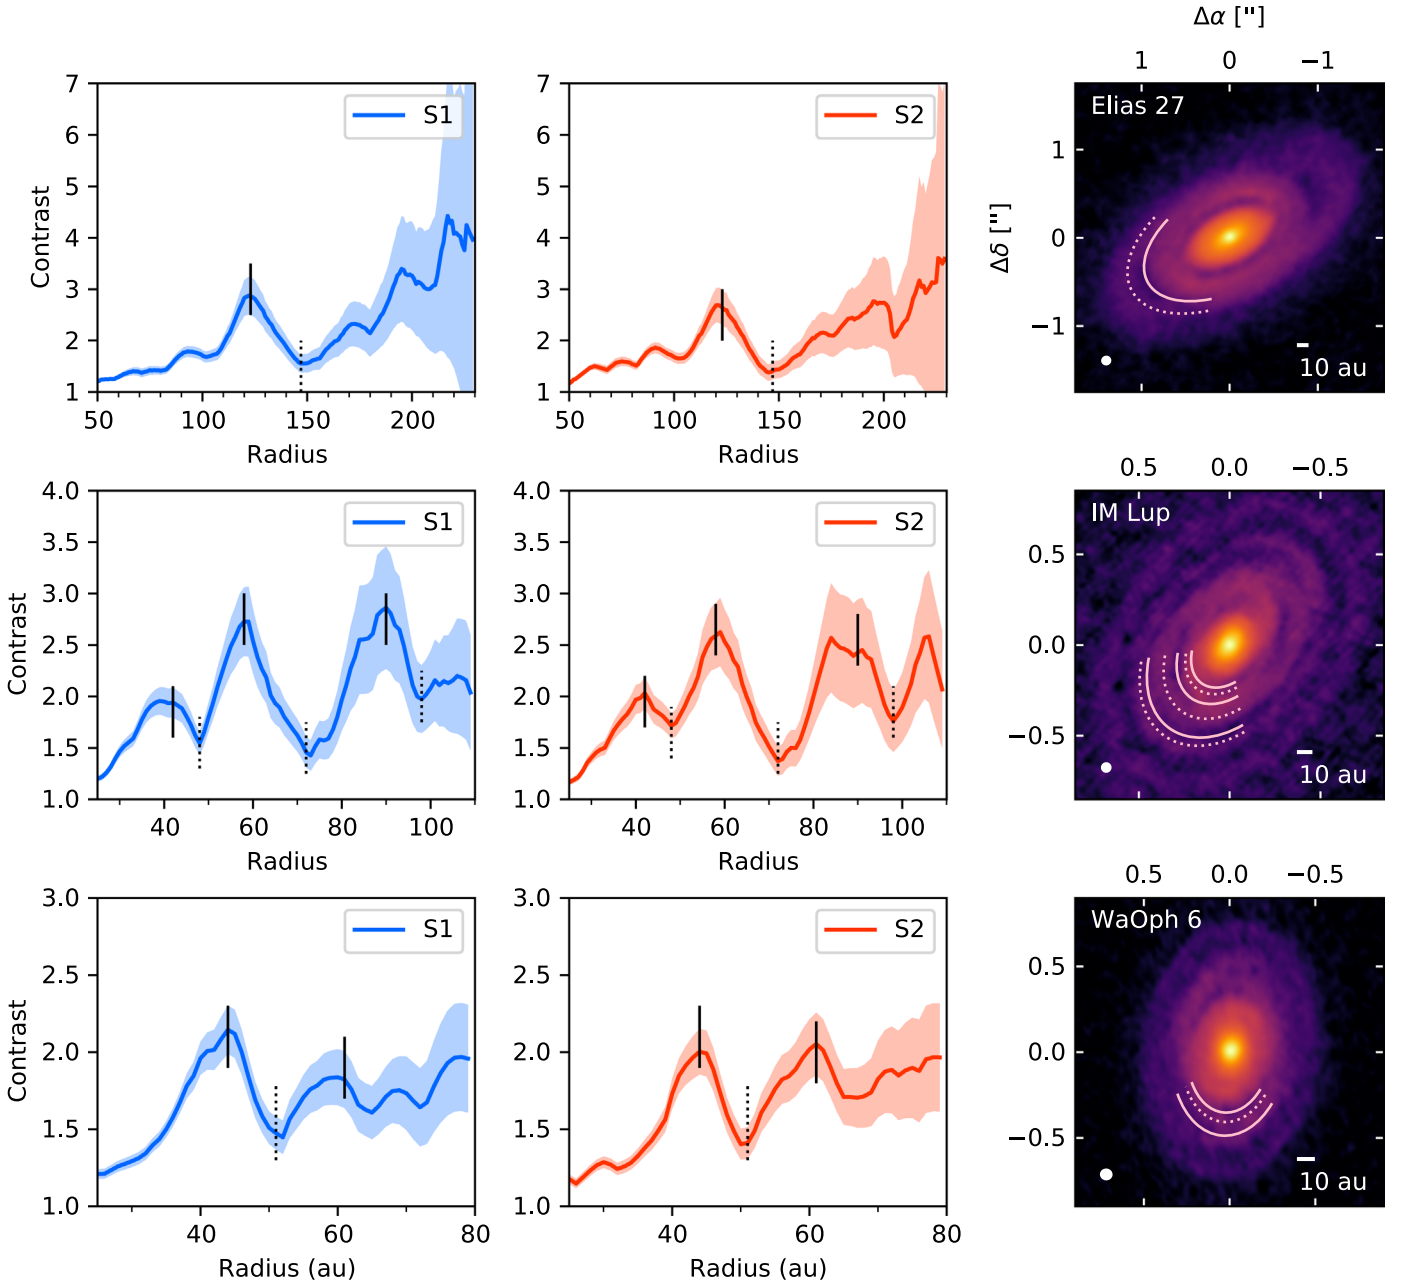 Δα ["]
1 0 −1
7
6
5
4
3
2
1
Contrast
S1
50 100 150 200
Radius
7
6
5
4
3
2
1
S2
50 100 150 200
Radius
Elias 27
Δδ ["]
1
0
−1
10 au
4.0
3.5
3.0
2.5
2.0
1.5
1.0
Contrast
S1
40 60 80 100
Radius
4.0
3.5
3.0
2.5
2.0
1.5
1.0
S2
40 60 80 100
Radius
0.5 0.0 −0.5
IM Lup
0.5
0.0
−0.5
10 au
3.0
2.5
2.0
1.5
1.0
Contrast
S1
40 60 80
Radius (au)
3.0
2.5
2.0
1.5
1.0
S2
40 60 80
Radius (au)
0.5 0.0 −0.5
WaOph 6
0.5
0.0
−0.5
10 au